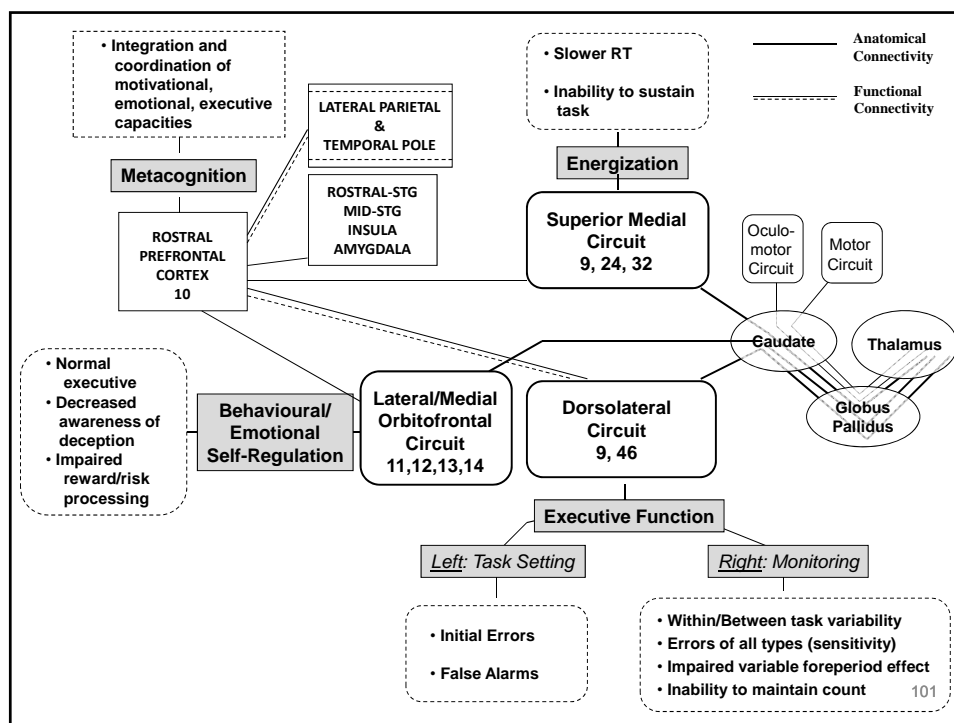 • Integration and
coordination of
motivational,
emotional, executive
capacities
Metacognition
ROSTRAL
PREFRONTAL
CORTEX
10
LATERAL PARIETAL
&
TEMPORAL POLE
ROSTRAL-STG
MID-STG
INSULA
AMYGDALA
• Slower RT
• Inability to sustain
task
Energization
Superior Medial
Circuit
9, 24, 32
Anatomical
Connectivity
Functional
Connectivity
Oculo-
motor
Circuit
Motor
Circuit
Caudate
Thalamus
Globus
Pallidus
• Normal
executive
• Decreased
awareness of
deception
• Impaired
reward/risk
processing
Behavioural/
Emotional
Self-Regulation
Lateral/Medial
Orbitofrontal
Circuit
11,12,13,14
Dorsolateral
Circuit
9, 46
Executive Function
Left: Task Setting
Right: Monitoring
• Initial Errors
• False Alarms
• Within/Between task variability
• Errors of all types (sensitivity)
• Impaired variable foreperiod effect
• Inability to maintain count
101